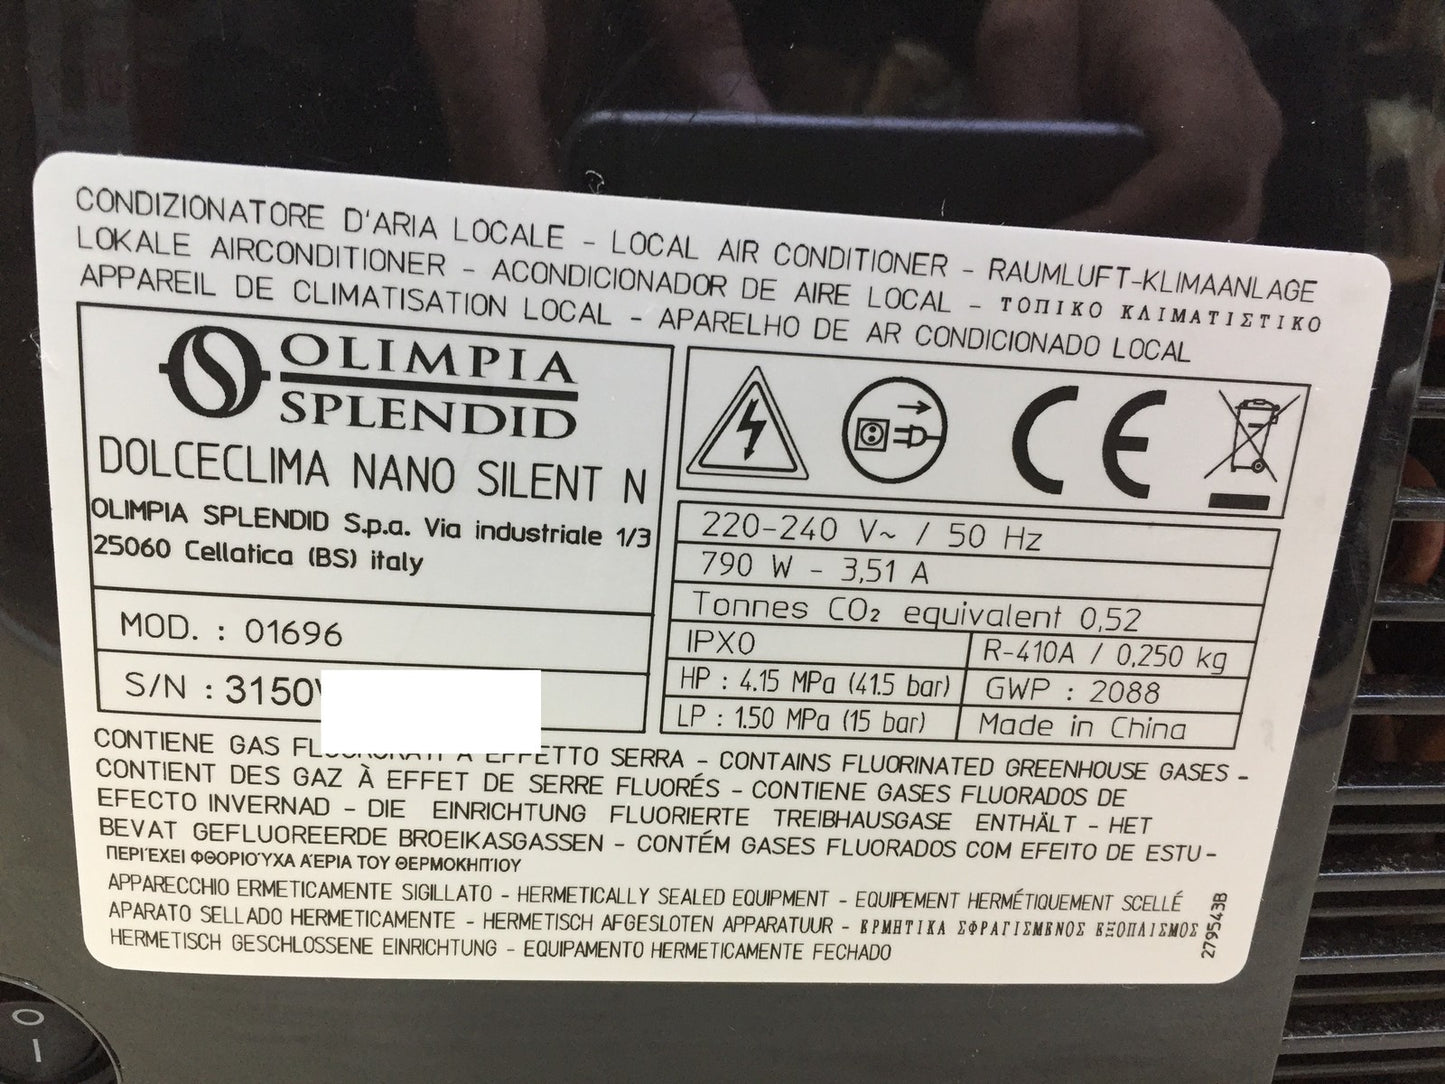 CONDIZIONATORE D'ARIA LOCALE - LOCAL AIR CONDITIONER - RAUMLUFT-KLIMAANLAGE
LOKALE AIRCONDITIONER - ACONDICIONADOR DE AIRE LOCAL - ΤΟΠΙΚΟ ΚΛΙΜΑΤΙΣΤΙΚΟ
APPAREIL DE CLIMATISATION LOCAL - APARELHO DE AR CONDICIONADO LOCAL
OLIMPIA
SPLENDID
DOLCECLIMA NANO SILENT N
OLIMPIA SPLENDID S.p.a. Via industriale 1/3
25060 Cellatica (BS) italy
MOD. : 01696
S/N : 3150
CE
220-240 V~ / 50 Hz
790 W - 3,51 A
Tonnes CO₂ equivalent 0,52
IPX0
R-410A / 0,250 kg
HP : 4.15 MPa (41.5 bar)
GWP : 2088
LP : 1.50 MPa (15 bar)
Made in China
CONTIENE GAS A EFFETTO SERRA - CONTAINS FLUORINATED GREENHOUSE GASES -
CONTIENT DES GAZ À EFFET DE SERRE FLUORÉS - CONTIENE GASES FLUORADOS DE
EFECTO INVERNAD - DIE EINRICHTUNG FLUORIERTE TREIBHAUSGASE ENTHÄLT - HET
BEVAT GEFLUOREERDE BROEIKASGASSEN - CONTÉM GASES FLUORADOS COM EFEITO DE ESTU-
ΠΕΡΙΈΧΕΙ ΦΘΟΡΙΟΎΧΑ ΑΈΡΙΑ ΤΟΥ ΘΕΡΜΟΚΗΠΊΟΥ
APPARECCHIO ERMETICAMENTE SIGILLATO - HERMETICALLY SEALED EQUIPMENT - EQUIPEMENT HERMÉTIQUEMENT SCELLÉ
APARATO SELLADO HERMETICAMENTE - HERMETISCH AFGESLOTEN APPARATUUR - ΕΡΜΗΤΙΚΑ ΣΦΡΑΓΙΣΜΕΝΟΣ ΕΞΟΠΛΙΣΜΟΣ
HERMETISCH GESCHLOSSENE EINRICHTUNG - EQUIPAMENTO HERMETICAMENTE FECHADO
279543B